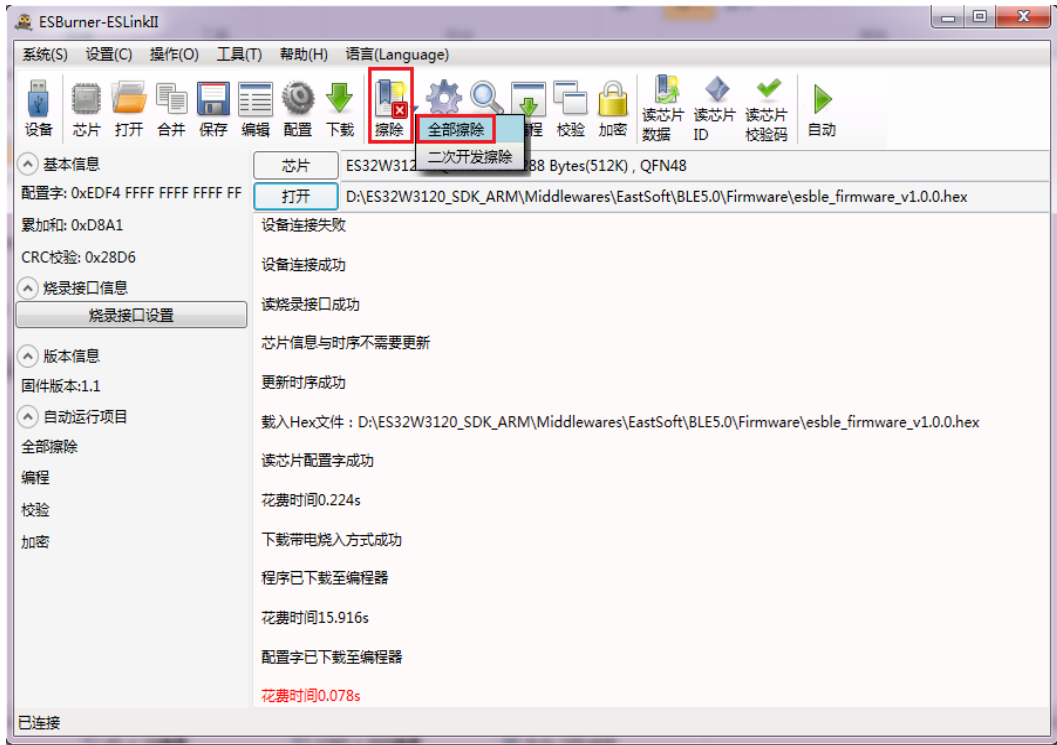 ESBurner-ESLinkII
系统(S) 设置(C) 操作(O) 工具(T) 帮助(H) 语言(Language)
设备 芯片 打开 合并 保存 编辑 配置 下载 擦除 程 校验 加密 读芯片数据 读芯片ID 读芯片校验码 自动
全部擦除
二次开发擦除
基本信息
芯片 ES32W312 288 Bytes(512K) , QFN48
配置字: 0xEDF4 FFFF FFFF FFFF FF
打开 D:\ES32W3120_SDK_ARM\Middlewares\EastSoft\BLE5.0\Firmware\esble_firmware_v1.0.0.hex
累加和: 0xD8A1
CRC校验: 0x28D6
烧录接口信息
烧录接口设置
版本信息
固件版本:1.1
自动运行项目
全部擦除
编程
校验
加密
设备连接失败
设备连接成功
读烧录接口成功
芯片信息与时序不需要更新
更新时序成功
载入Hex文件：D:\ES32W3120_SDK_ARM\Middlewares\EastSoft\BLE5.0\Firmware\esble_firmware_v1.0.0.hex
读芯片配置字成功
花费时间0.224s
下载带电烧入方式成功
程序已下载至编程器
花费时间15.916s
配置字已下载至编程器
花费时间0.078s
已连接